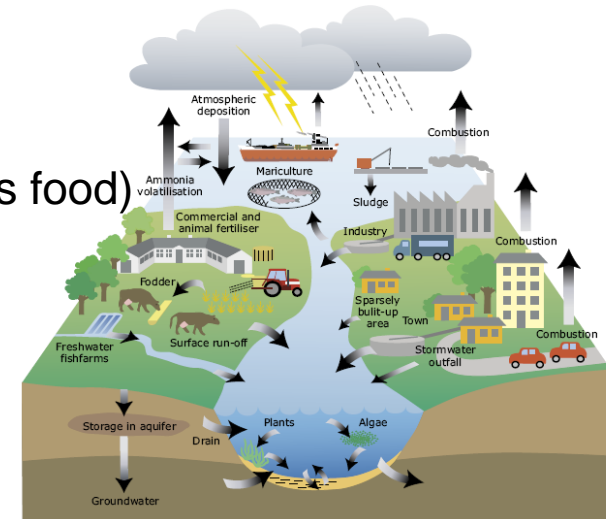 Atmospheric
deposition
Combustion
s food)
Ammonia
volatilisation
Mariculture
Sludge
Commercial and
animal fertiliser
Industry
Combustion
Fodder
Sparsely
bulit-up
area
Town
Freshwater
fishfarms
Surface run-off
Stormwater
outfall
Combustion
Storage in aquifer
Drain
Plants
Algae
Groundwater